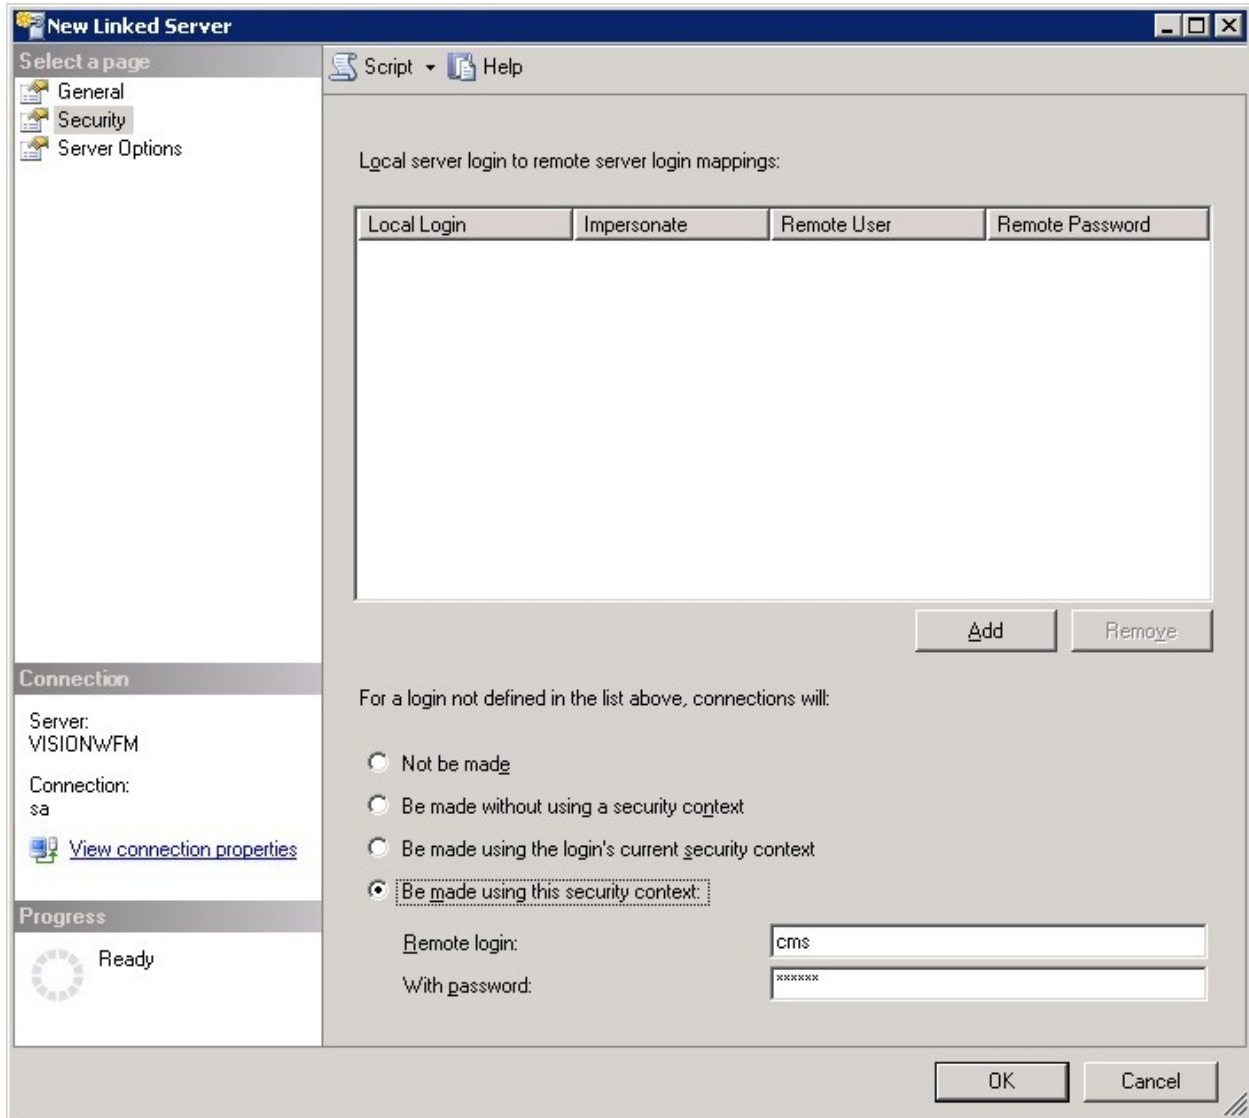 New Linked Server
Select a page
General
Security
Server Options
Script Help
Local server login to remote server login mappings:
Local Login Impersonate Remote User Remote Password
Add Remove
Connection
Server:
VISIONWFM
Connection:
sa
View connection properties
Progress
Ready
For a login not defined in the list above, connections will:
Not be made
Be made without using a security context
Be made using the login's current security context
Be made using this security context:
Remote login: cms
With password: ******
OK Cancel